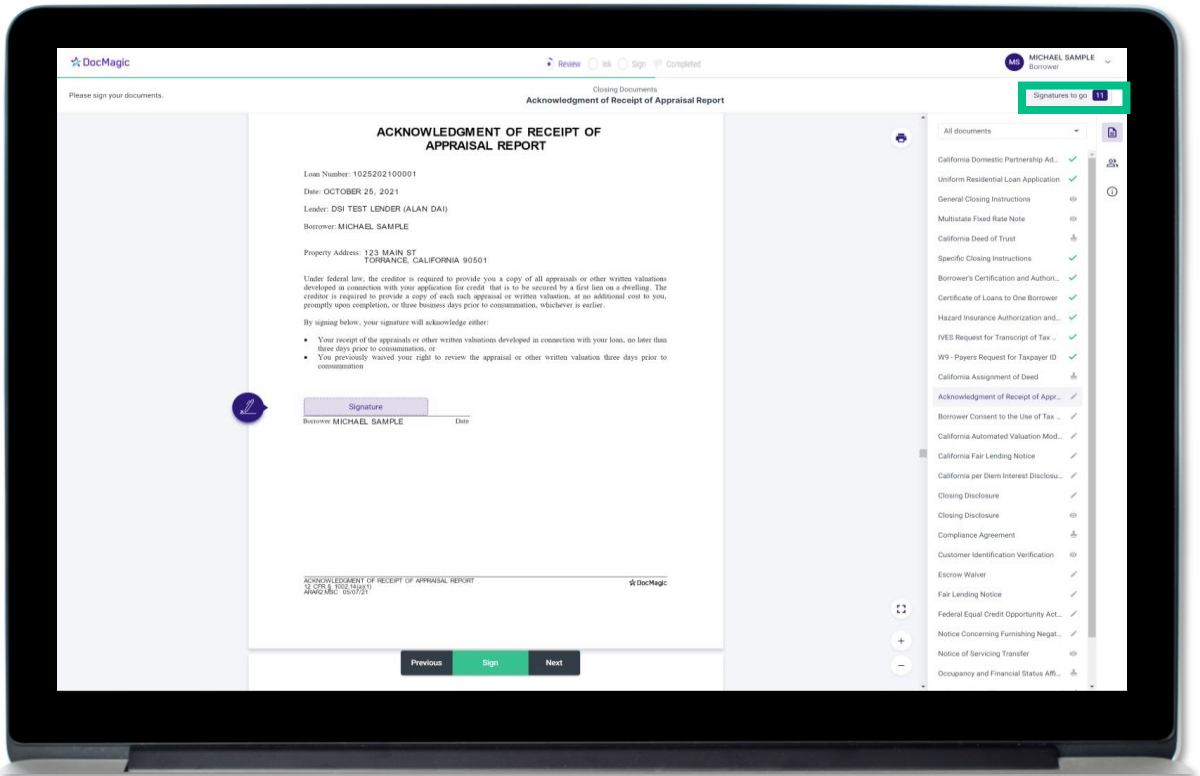 DocMagic
Review
Ink
Sign
Completed
MS
MICHAEL SAMPLE
Borrower
Please sign your documents.
Closing Documents
Acknowledgment of Receipt of Appraisal Report
Signatures to go 11
ACKNOWLEDGMENT OF RECEIPT OF
APPRAISAL REPORT
Loan Number: 1025202100001
Date: OCTOBER 25, 2021
Lender: DSI TEST LENDER (ALAN DAI)
Borrower: MICHAEL SAMPLE
Property Address: 123 MAIN ST
TORRANCE, CALIFORNIA 90501
Under federal law, the creditor is required to provide you a copy of all appraisals or other written valuations
developed in connection with your application for credit that is to be secured by a first lien on a dwelling. The
creditor is required to provide a copy of each such appraisal or written valuation, at no additional cost to you,
promptly upon completion, or three business days prior to consummation, whichever is earlier.
By signing below, your signature will acknowledge either:
• Your receipt of the appraisals or other written valuations developed in connection with your loan, no later than
three days prior to consummation, or
• You previously waived your right to review the appraisal or other written valuation three days prior to
consummation
Signature
Borrower MICHAEL SAMPLE Date
ACKNOWLEDGMENT OF RECEIPT OF APPRAISAL REPORT
12 CFR § 1002.14(a)(1)
ARAR2.MSC 05/07/21
DocMagic
Previous
Sign
Next
All documents
California Domestic Partnership Ad...
Uniform Residential Loan Application
General Closing Instructions
Multistate Fixed Rate Note
California Deed of Trust
Specific Closing Instructions
Borrower's Certification and Authori...
Certificate of Loans to One Borrower
Hazard Insurance Authorization and...
IVES Request for Transcript of Tax ...
W9 - Payers Request for Taxpayer ID
California Assignment of Deed
Acknowledgment of Receipt of Appr...
Borrower Consent to the Use of Tax ...
California Automated Valuation Mod...
California Fair Lending Notice
California per Diem Interest Disclosu...
Closing Disclosure
Closing Disclosure
Compliance Agreement
Customer Identification Verification
Escrow Waiver
Fair Lending Notice
Federal Equal Credit Opportunity Act...
Notice Concerning Furnishing Negat...
Notice of Servicing Transfer
Occupancy and Financial Status Affi...